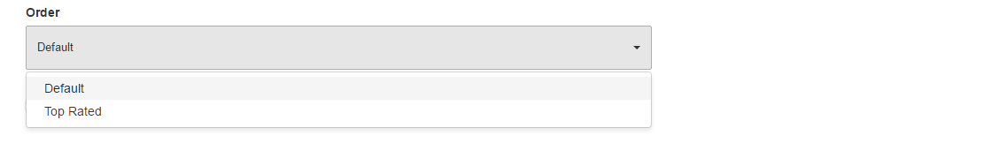 Order
Default
Default
Top Rated